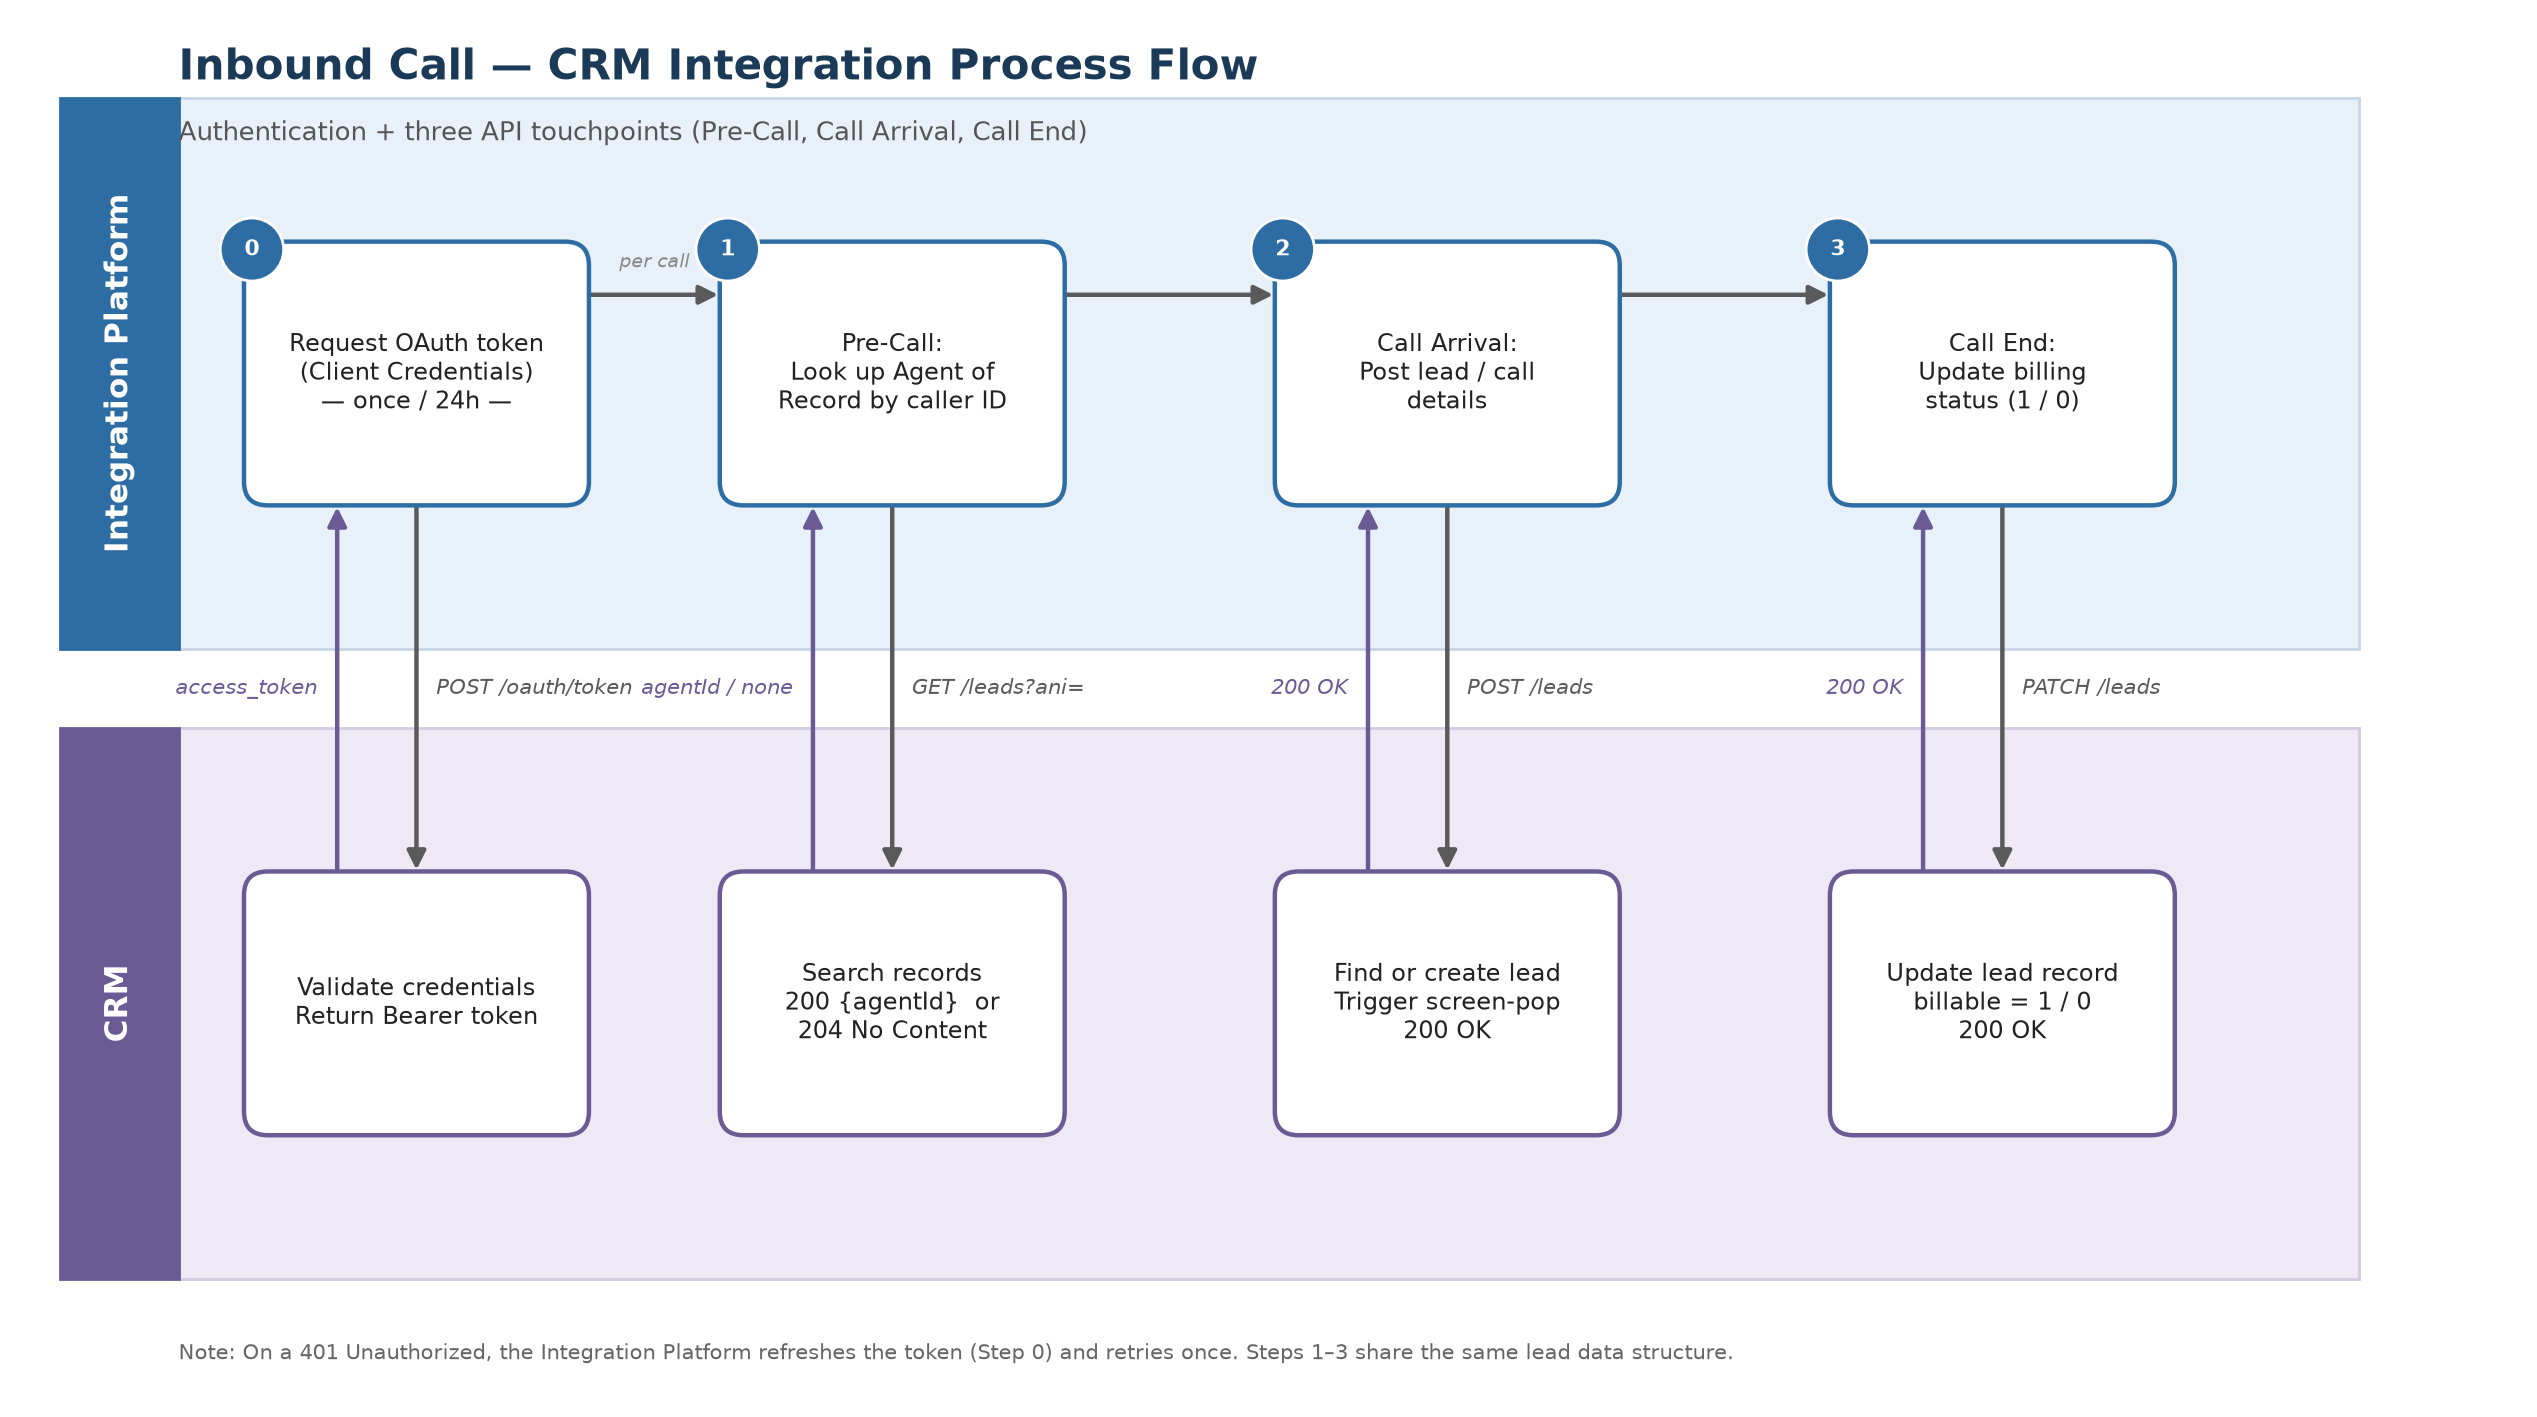 Inbound Call — CRM Integration Process Flow
Authentication + three API touchpoints (Pre-Call, Call Arrival, Call End)
Integration Platform
0
Request OAuth token
(Client Credentials)
— once / 24h —
per call
1
Pre-Call:
Look up Agent of
Record by caller ID
2
Call Arrival:
Post lead / call
details
3
Call End:
Update billing
status (1 / 0)
access_token
POST /oauth/token
agentId / none
GET /leads?ani=
200 OK
POST /leads
200 OK
PATCH /leads
CRM
Validate credentials
Return Bearer token
Search records
200 {agentId}  or
204 No Content
Find or create lead
Trigger screen-pop
200 OK
Update lead record
billable = 1 / 0
200 OK
Note: On a 401 Unauthorized, the Integration Platform refreshes the token (Step 0) and retries once. Steps 1–3 share the same lead data structure.